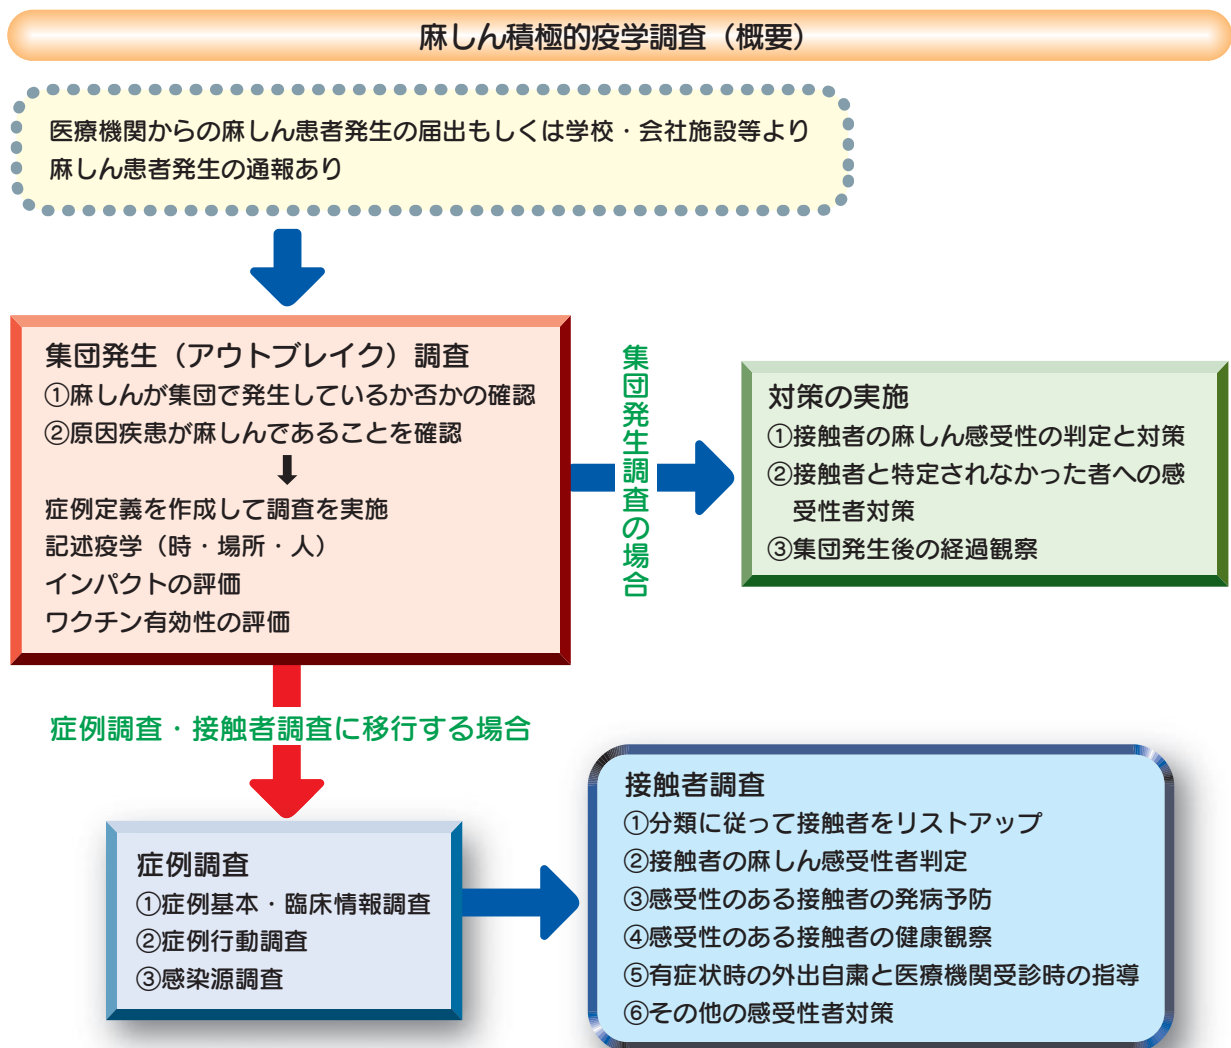 麻しん積極的疫学調査（概要）
医療機関からの麻しん患者発生の届出もしくは学校・会社施設等より
麻しん患者発生の通報あり
集団発生（アウトブレイク）調査
①麻しんが集団で発生しているか否かの確認
②原因疾患が麻しんであることを確認
症例定義を作成して調査を実施
記述疫学（時・場所・人）
インパクトの評価
ワクチン有効性の評価
集団発生調査の場合
対策の実施
①接触者の麻しん感受性の判定と対策
②接触者と特定されなかった者への感
受性者対策
③集団発生後の経過観察
症例調査・接触者調査に移行する場合
症例調査
①症例基本・臨床情報調査
②症例行動調査
③感染源調査
接触者調査
①分類に従って接触者をリストアップ
②接触者の麻しん感受性者判定
③感受性のある接触者の発病予防
④感受性のある接触者の健康観察
⑤有症状時の外出自粛と医療機関受診時の指導
⑥その他の感受性者対策